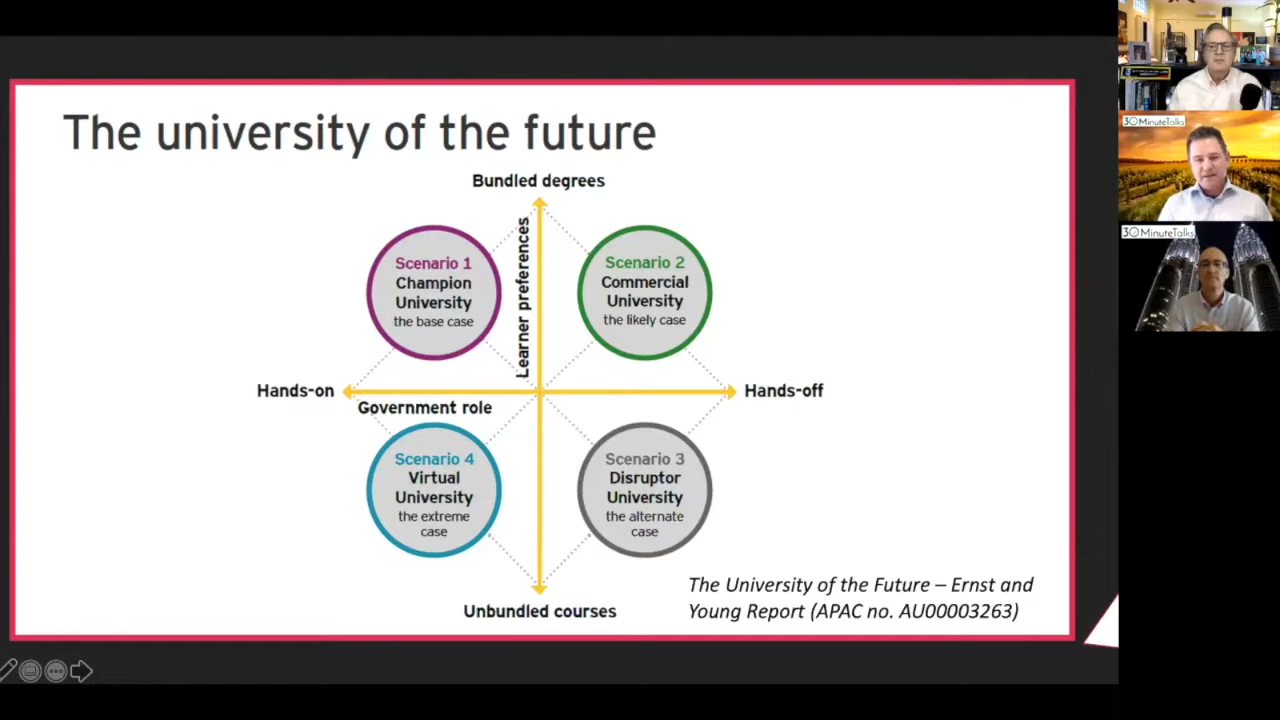 The university of the future
Bundled degrees
Learner preferences
Scenario 1
Champion
University
the base case
Scenario 2
Commercial
University
the likely case
Hands-on
Hands-off
Government role
Scenario 4
Virtual
University
the extreme
case
Scenario 3
Disruptor
University
the alternate
case
Unbundled courses
The University of the Future – Ernst and
Young Report (APAC no. AU00003263)
30MinuteTalks
30MinuteTalks